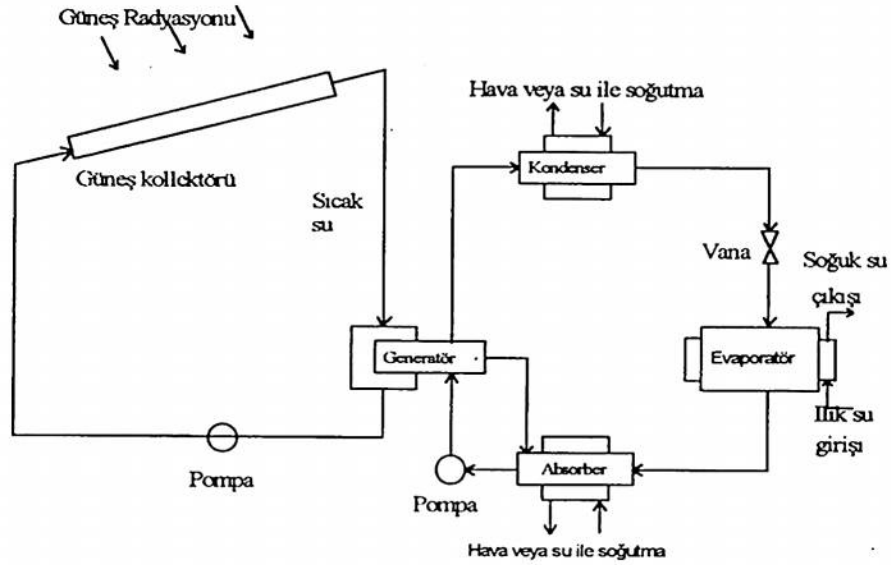 Güneş Radyasyonu
Hava veya su ile soğutma
Kondenser
Güneş kollektörü
Sıcak
su
Vana
Soğuk su
çıkışı
Generatör
Evaporatör
Ilık su
girişi
Absorber
Pompa
Pompa
Hava veya su ile soğutma